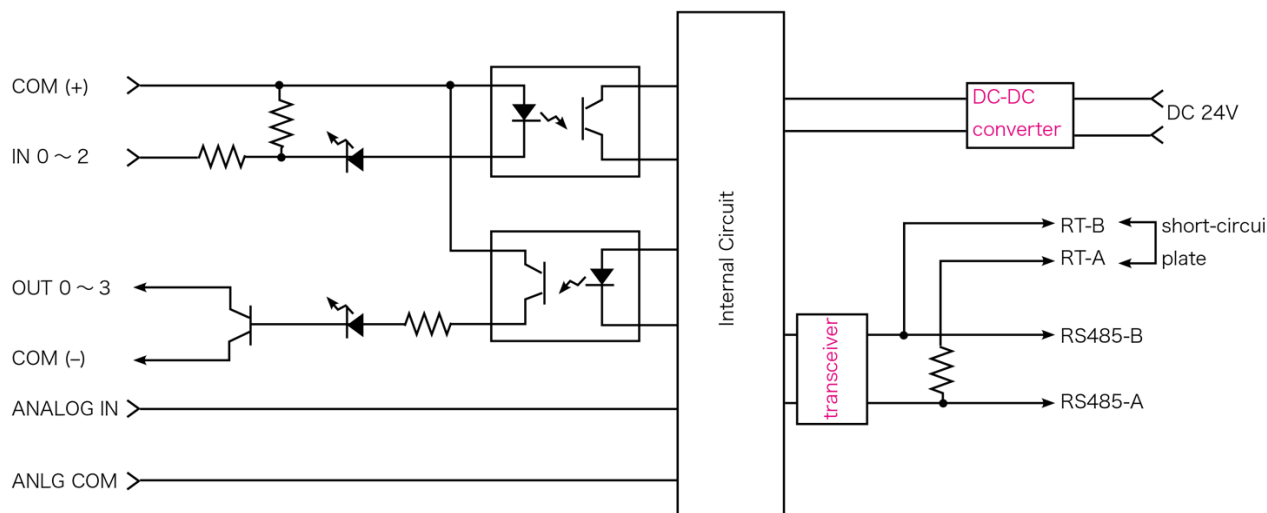 COM (+)
IN 0～2
OUT 0～3
COM (–)
ANALOG IN
ANLG COM
Internal Circuit
DC-DC
converter
DC 24V
RT-B
short-circui
RT-A
plate
transceiver
RS485-B
RS485-A